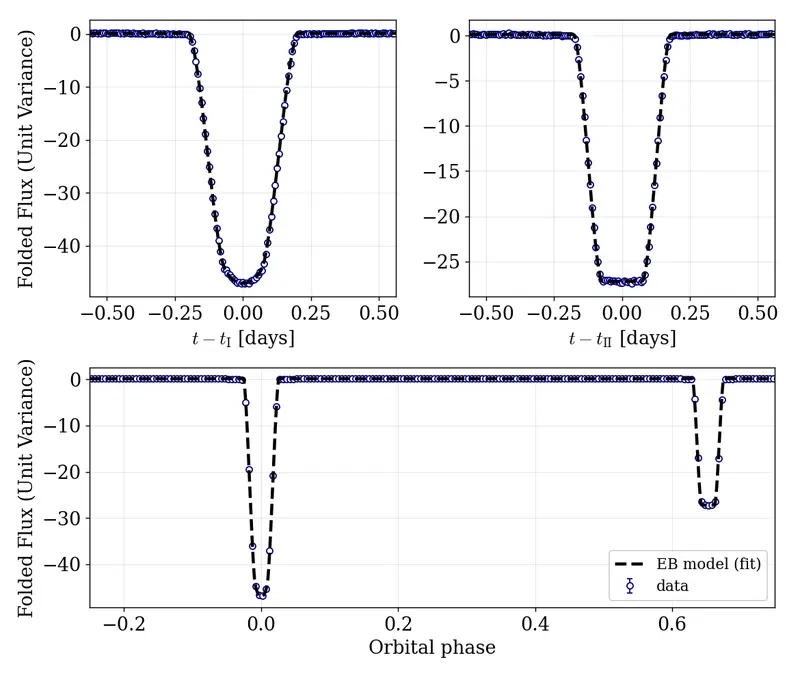 Folded Flux (Unit Variance)
0
−10
−20
−30
−40
−0.50 −0.25 0.00 0.25 0.50
t − tI [days]
0
−5
−10
−15
−20
−25
−0.50 −0.25 0.00 0.25 0.50
t − tII [days]
Folded Flux (Unit Variance)
0
−10
−20
−30
−40
−0.2 0.0 0.2 0.4 0.6
Orbital phase
EB model (fit)
data